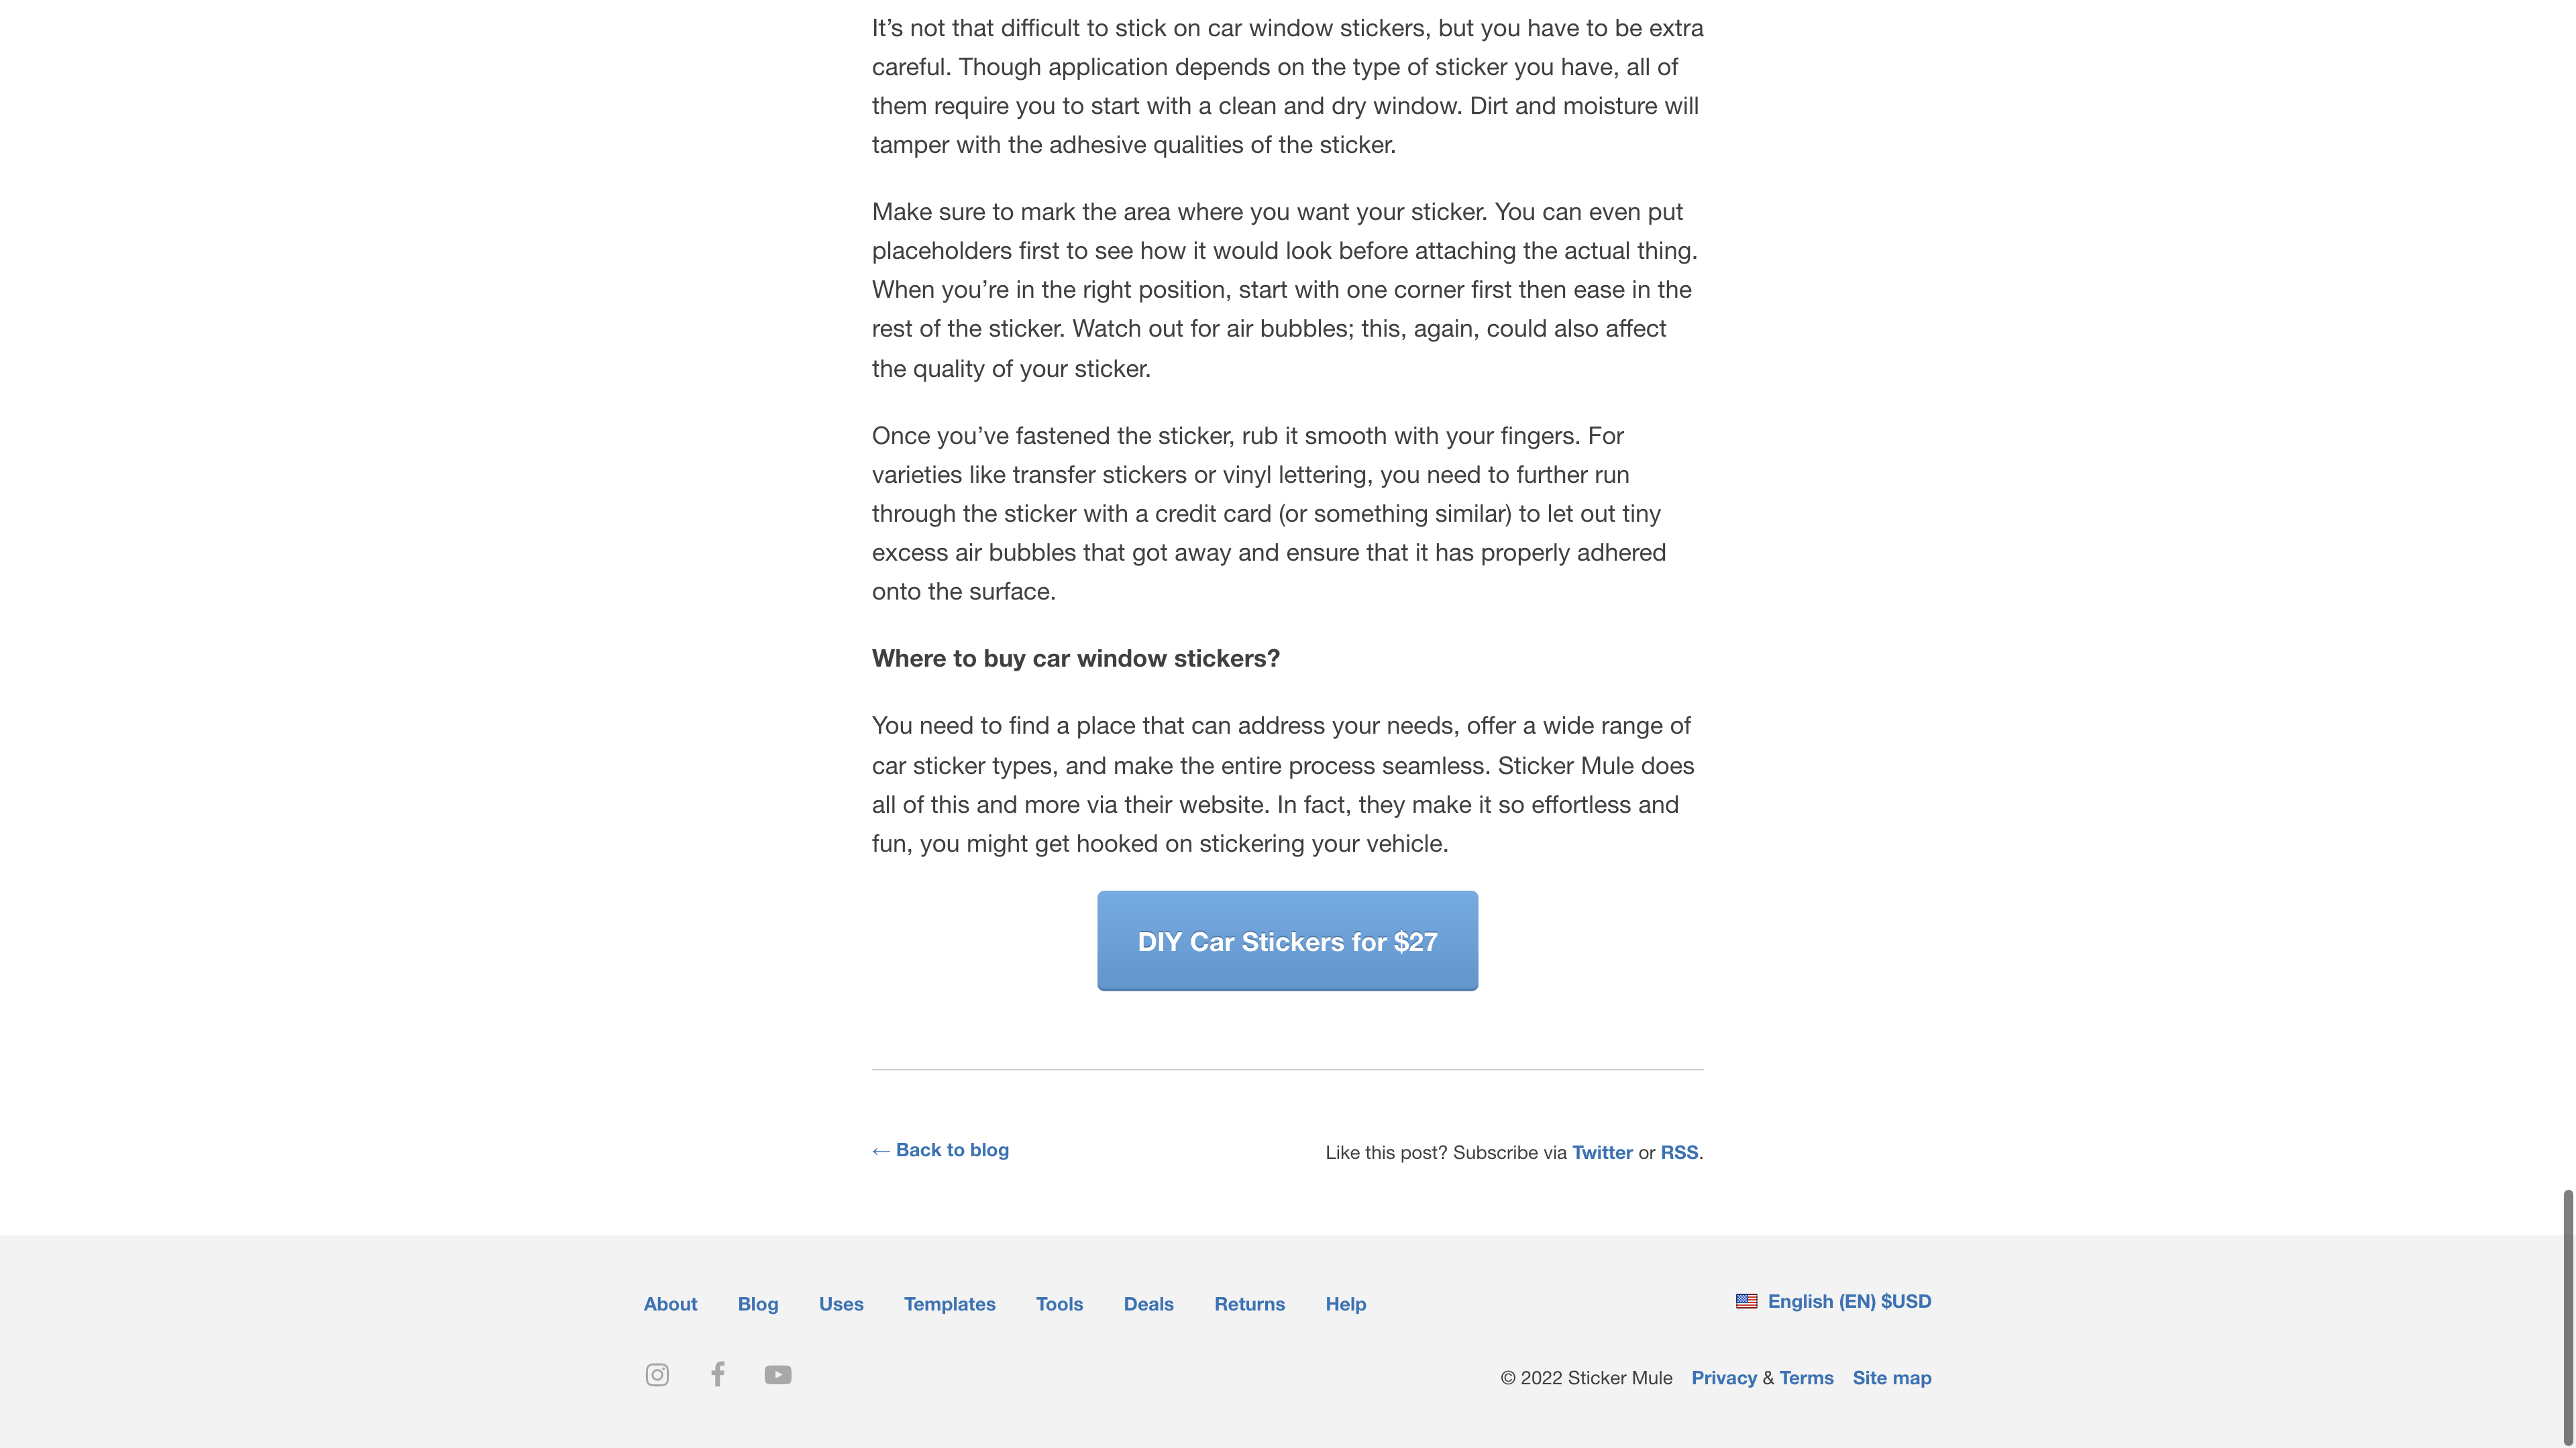 It’s not that difficult to stick on car window stickers, but you have to be extra
careful. Though application depends on the type of sticker you have, all of
them require you to start with a clean and dry window. Dirt and moisture will
tamper with the adhesive qualities of the sticker.
Make sure to mark the area where you want your sticker. You can even put
placeholders first to see how it would look before attaching the actual thing.
When you’re in the right position, start with one corner first then ease in the
rest of the sticker. Watch out for air bubbles; this, again, could also affect
the quality of your sticker.
Once you’ve fastened the sticker, rub it smooth with your fingers. For
varieties like transfer stickers or vinyl lettering, you need to further run
through the sticker with a credit card (or something similar) to let out tiny
excess air bubbles that got away and ensure that it has properly adhered
onto the surface.
Where to buy car window stickers?
You need to find a place that can address your needs, offer a wide range of
car sticker types, and make the entire process seamless. Sticker Mule does
all of this and more via their website. In fact, they make it so effortless and
fun, you might get hooked on stickering your vehicle.
DIY Car Stickers for $27
← Back to blog
Like this post? Subscribe via Twitter or RSS.
About Blog Uses Templates Tools Deals Returns Help
English (EN) $USD
© 2022 Sticker Mule Privacy & Terms Site map